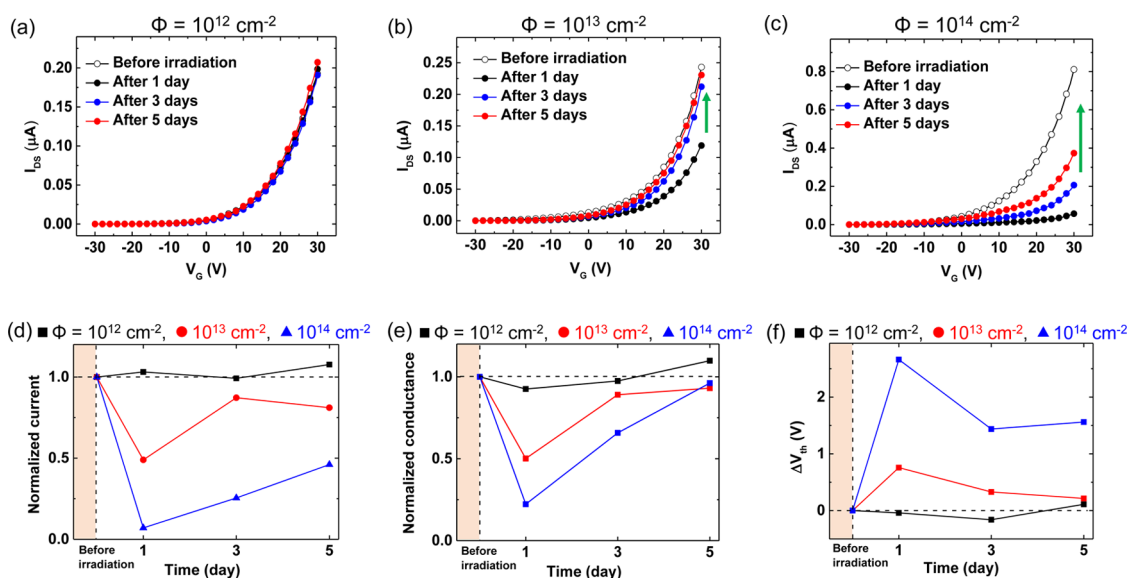 (a)
Φ = 10¹² cm⁻²
Before irradiation
After 1 day
After 3 days
After 5 days
0.20
0.15
0.10
0.05
0.00
I_DS (μA)
-30 -20 -10 0 10 20 30
V_G (V)
(b)
Φ = 10¹³ cm⁻²
Before irradiation
After 1 day
After 3 days
After 5 days
0.25
0.20
0.15
0.10
0.05
0.00
I_DS (μA)
-30 -20 -10 0 10 20 30
V_G (V)
(c)
Φ = 10¹⁴ cm⁻²
Before irradiation
After 1 day
After 3 days
After 5 days
0.8
0.6
0.4
0.2
0.0
I_DS (μA)
-30 -20 -10 0 10 20 30
V_G (V)
(d)
Φ = 10¹² cm⁻², 10¹³ cm⁻², 10¹⁴ cm⁻²
1.0
0.5
0.0
Normalized current
Before
irradiation
1 3 5
Time (day)
(e)
Φ = 10¹² cm⁻², 10¹³ cm⁻², 10¹⁴ cm⁻²
1.0
0.5
0.0
Normalized conductance
Before
irradiation
1 3 5
Time (day)
(f)
Φ = 10¹² cm⁻², 10¹³ cm⁻², 10¹⁴ cm⁻²
2
1
0
ΔV_th (V)
Before
irradiation
1 3 5
Time (day)